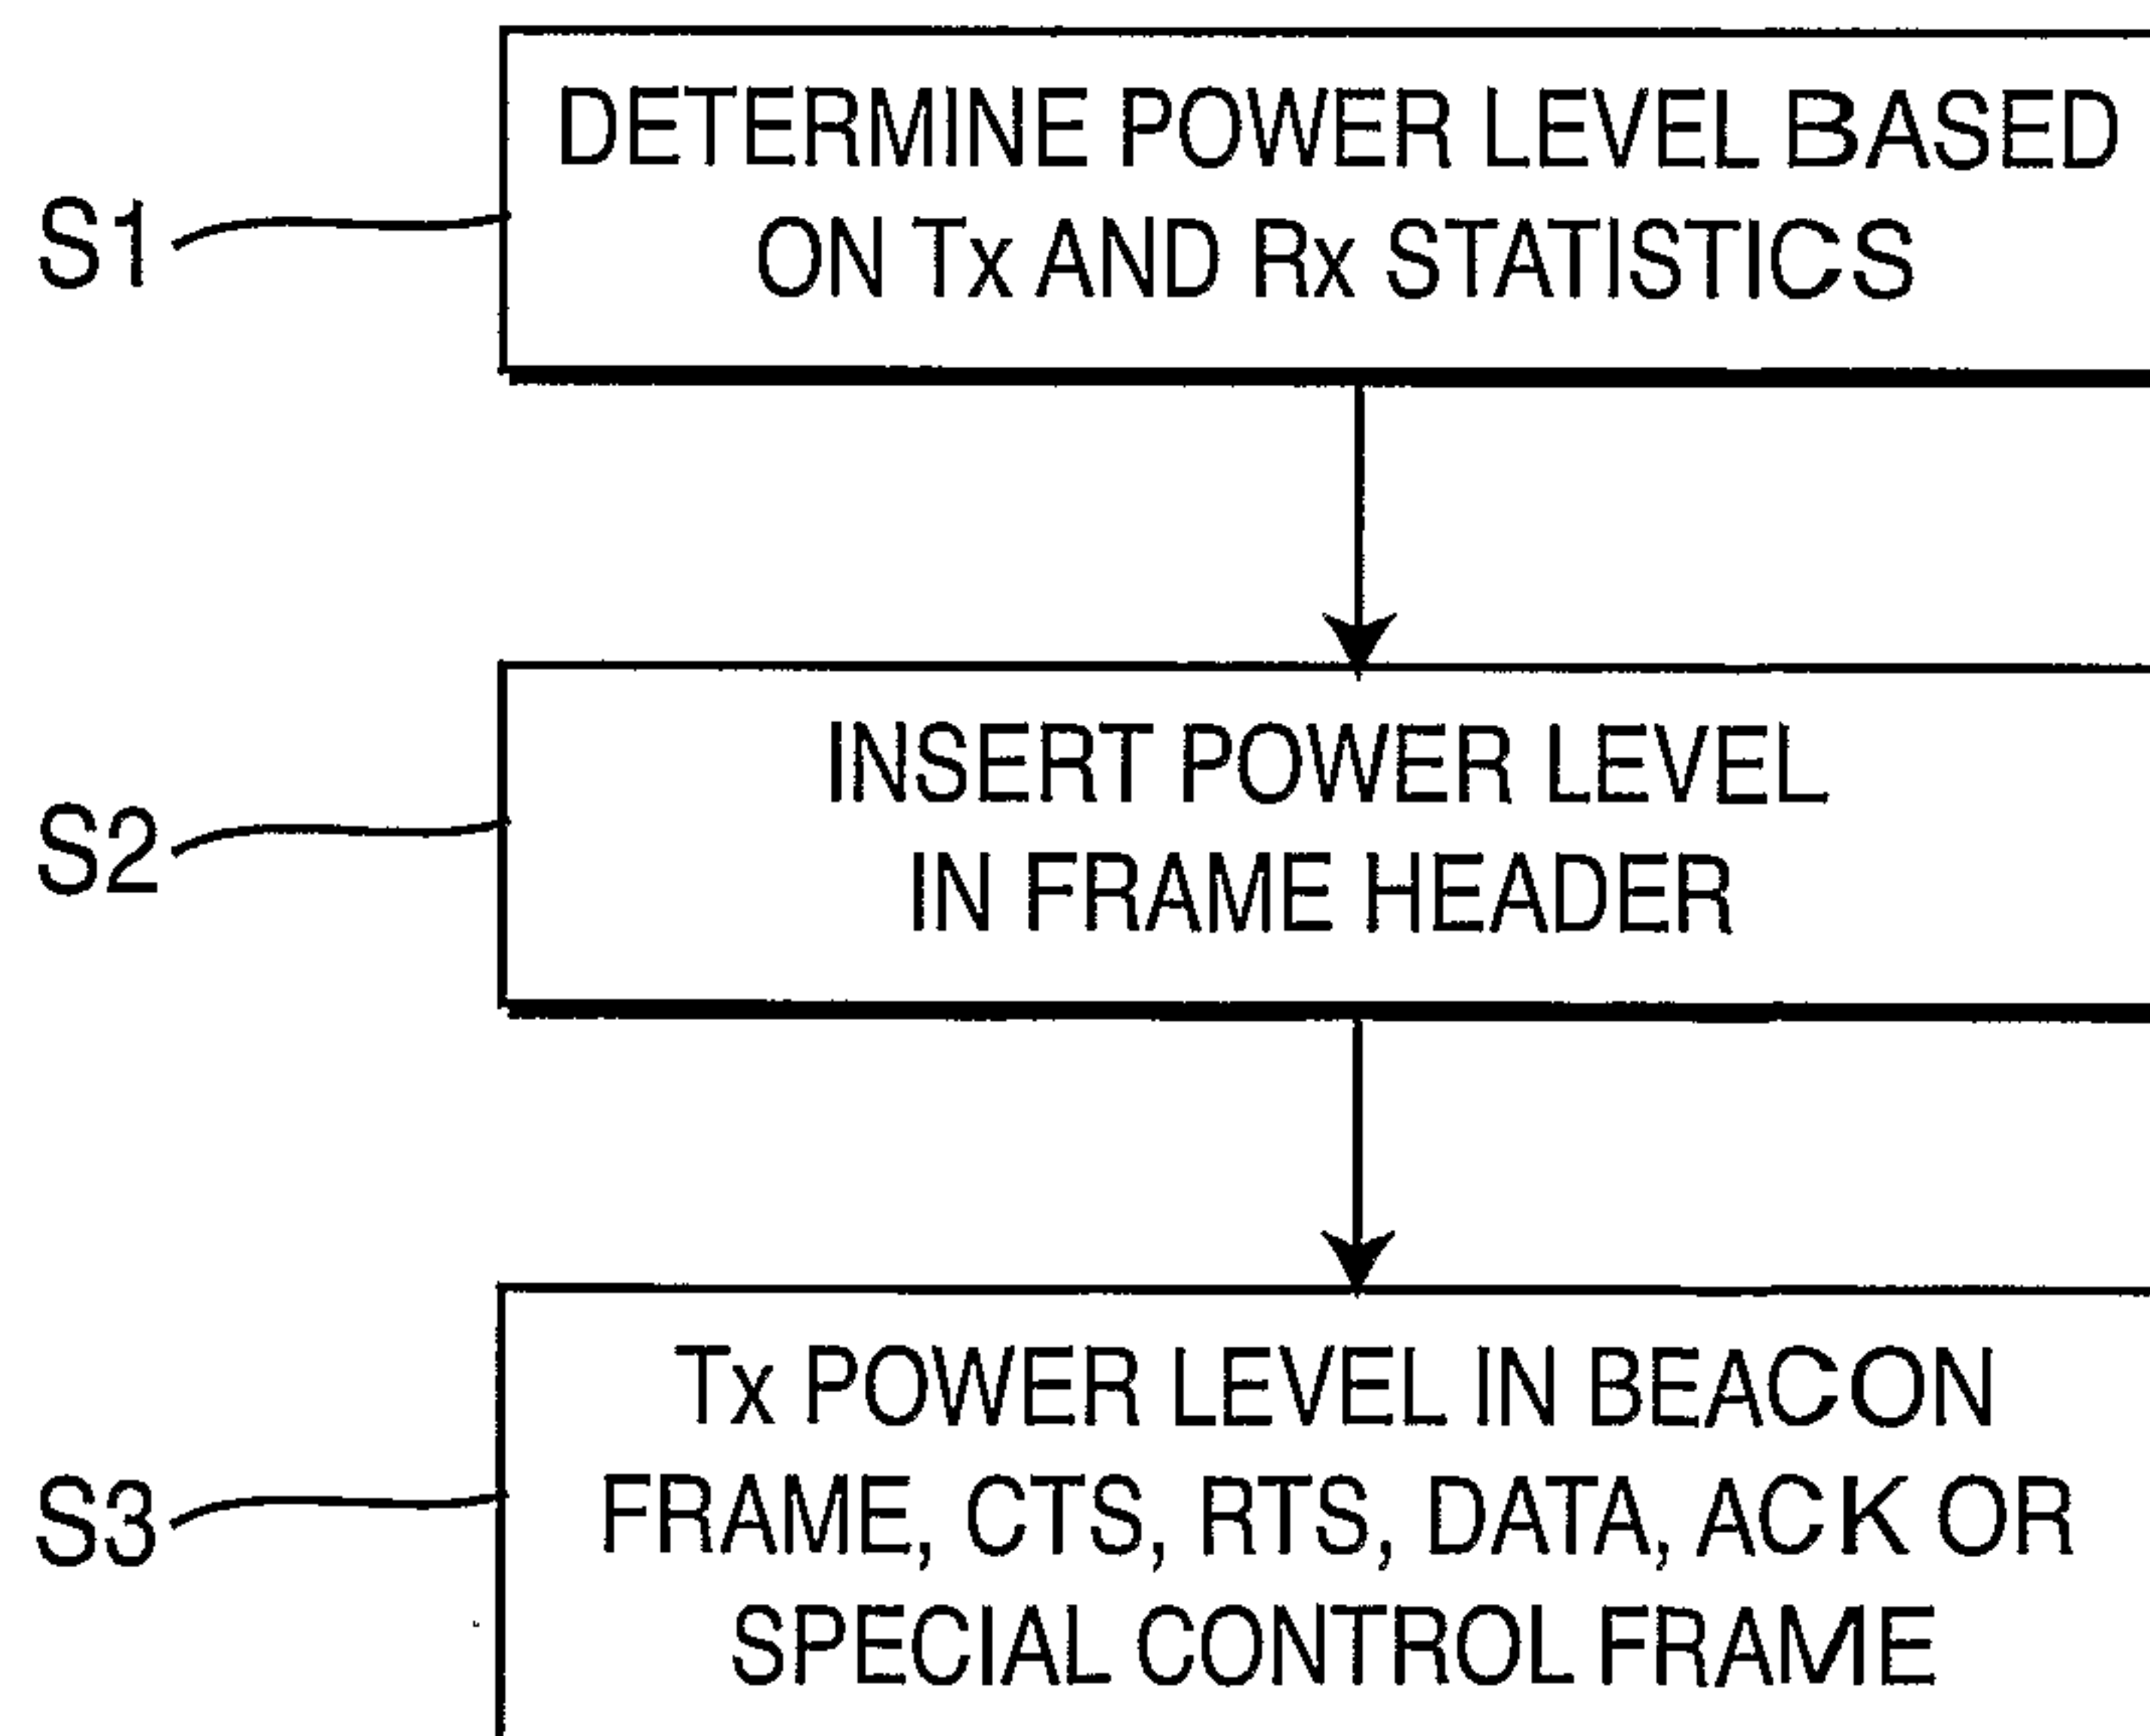 S1
DETERMINE POWER LEVEL BASED
ON Tx AND Rx STATISTICS
S2
INSERT POWER LEVEL
IN FRAME HEADER
S3
Tx POWER LEVEL IN BEACON
FRAME, CTS, RTS, DATA, ACK OR
SPECIAL CONTROL FRAME